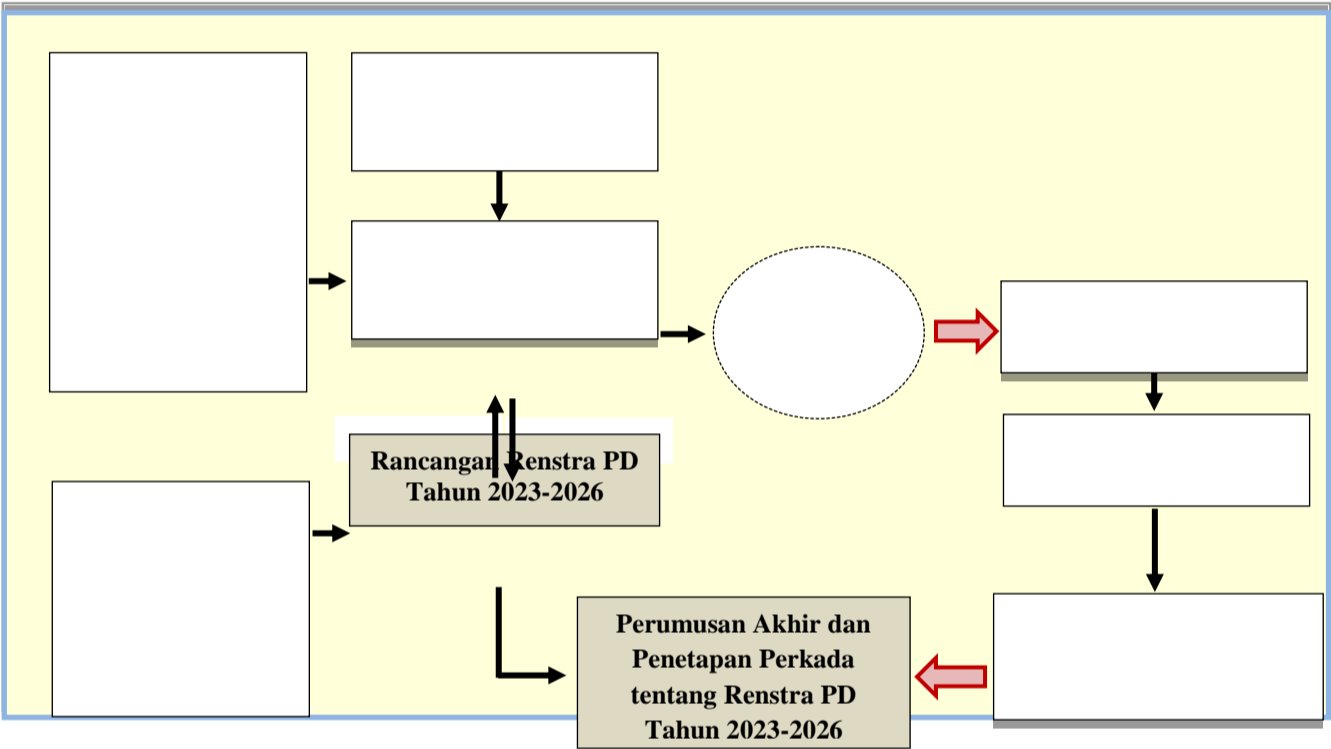 Rancangan Renstra PD
Tahun 2023-2026
Perumusan Akhir dan
Penetapan Perkada
tentang Renstra PD
Tahun 2023-2026